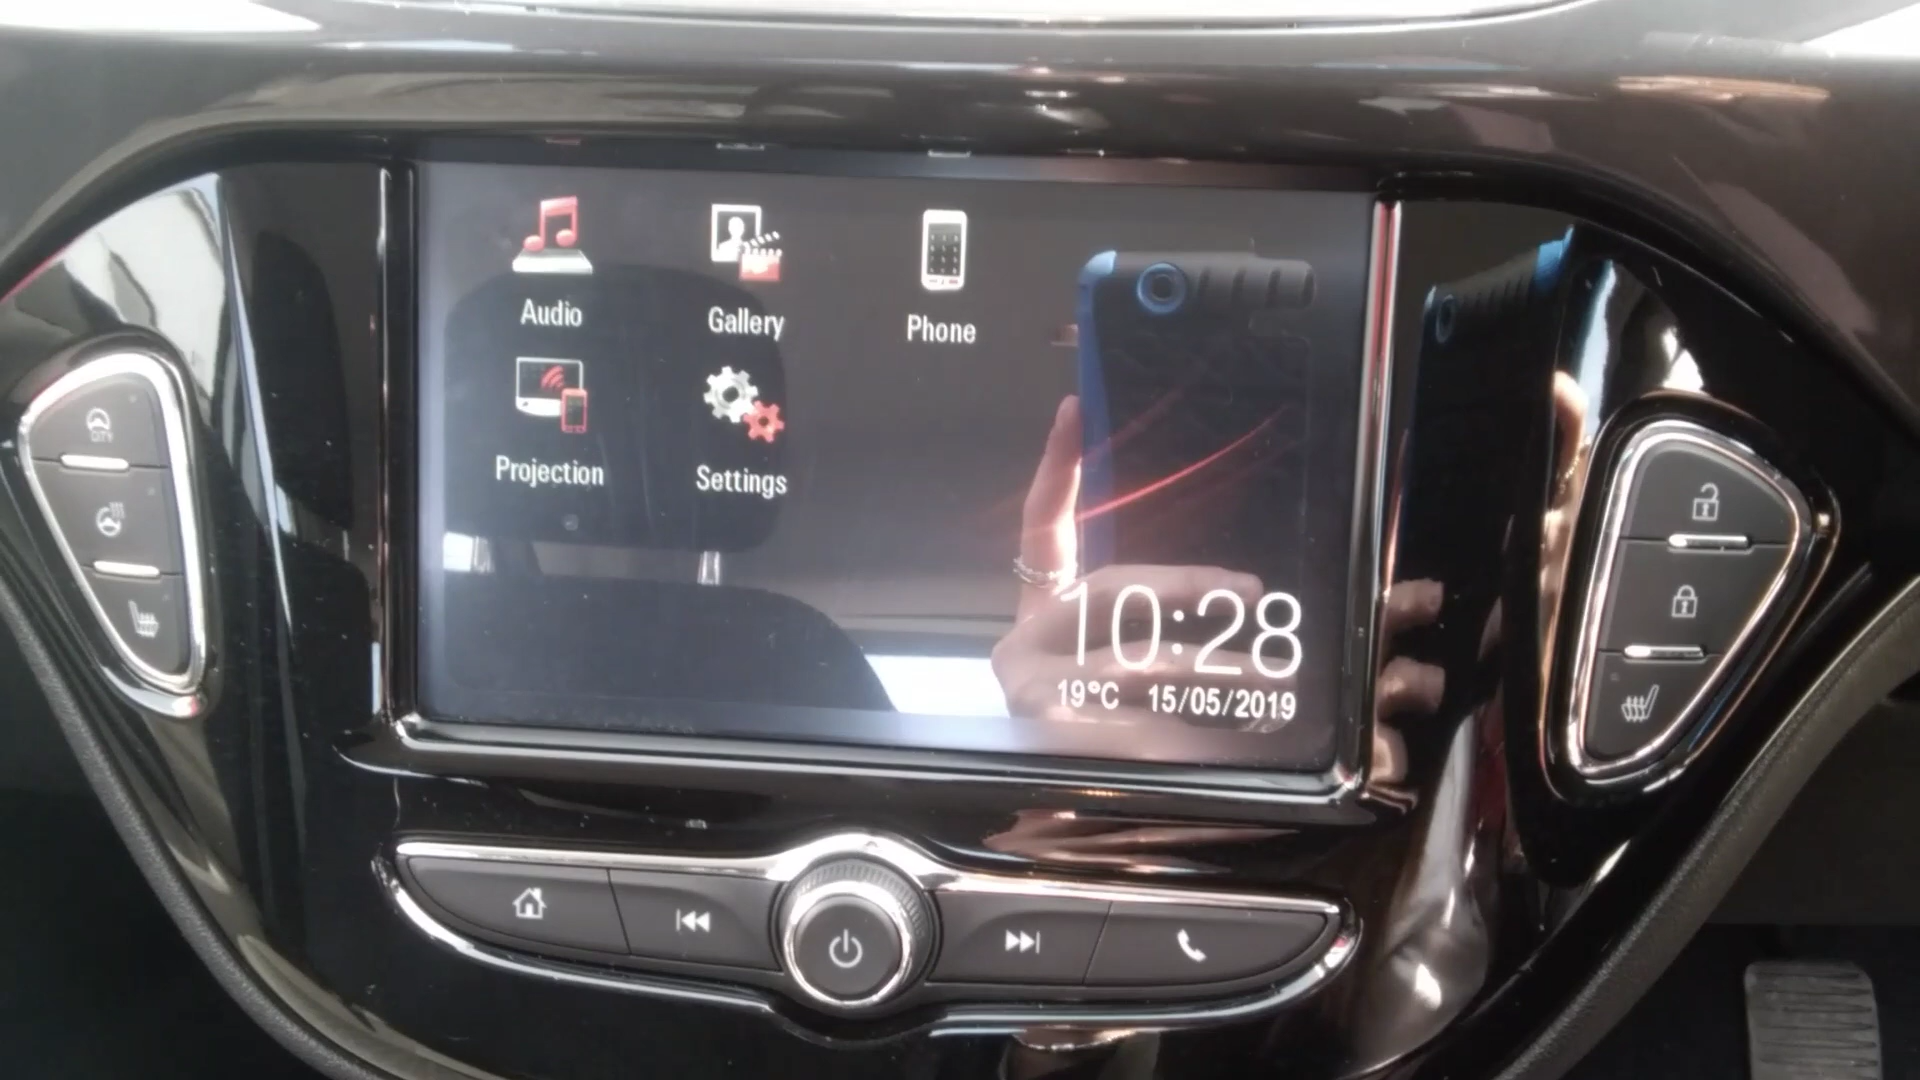 Audio
Gallery
Phone
Projection
Settings
10:28
19°C 15/05/2019
CITY